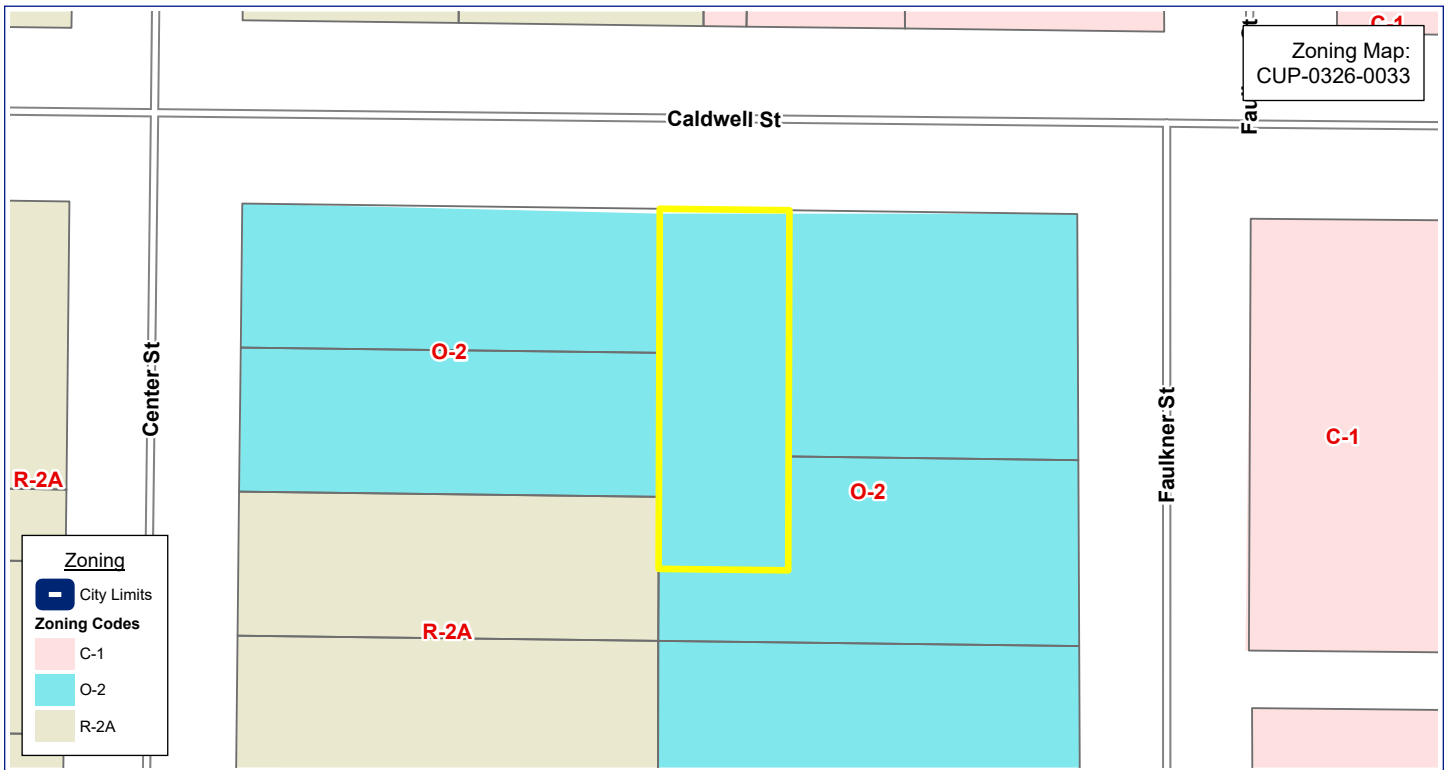 C-1
Zoning Map:
CUP-0326-0033
Caldwell St
Center St
O-2
Faulkner St
C-1
R-2A
O-2
R-2A
Zoning
City Limits
Zoning Codes
C-1
O-2
R-2A